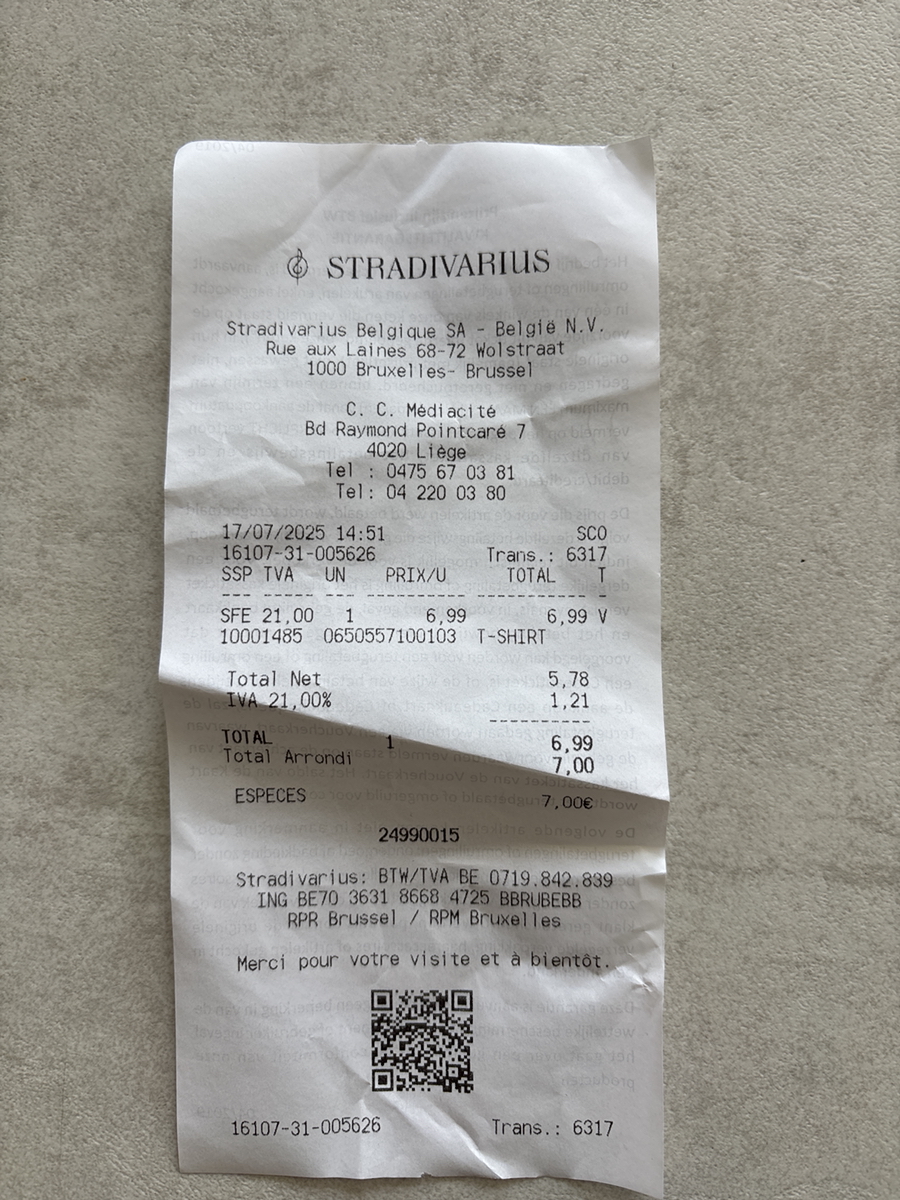 STRADIVARIUS
Stradivarius Belgique SA - België N.V.
Rue aux Laines 68-72 Wolstraat
1000 Bruxelles- Brussel
C. C. Médiacité
Bd Raymond Pointcaré 7
4020 Liège
Tel : 0475 67 03 81
Tel: 04 220 03 80
17/07/2025 14:51 SCO
16107-31-005626 Trans.: 6317
SSP TVA UN PRIX/U TOTAL T
SFE 21,00 1 6,99 6,99 V
10001485 0650557100103 T-SHIRT
Total Net 5,78
IVA 21,00% 1,21
TOTAL 1 6,99
Total Arrondi 7,00
ESPECES 7,00€
24990015
Stradivarius: BTW/TVA BE 0719.842.839
ING BE70 3631 8668 4725 BBRUBEBB
RPR Brussel / RPM Bruxelles
Merci pour votre visite et à bientôt.
16107-31-005626 Trans.: 6317